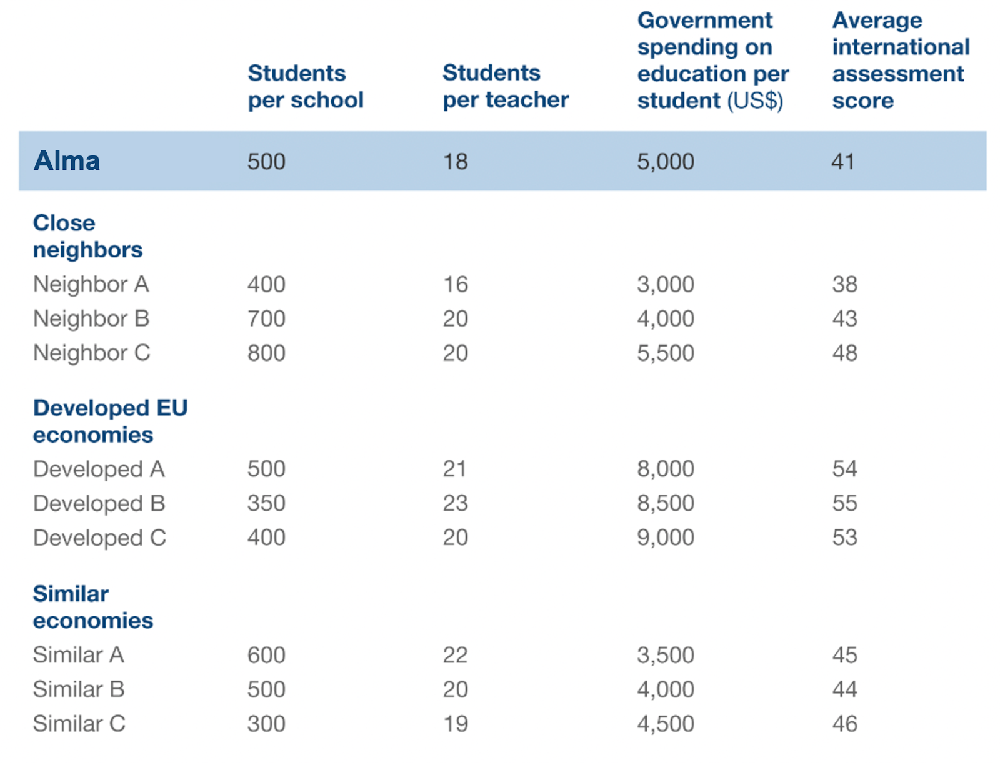 Students per school Students per teacher Government spending on education per student (US$) Average international assessment score
Alma 500 18 5,000 41
Close
neighbors
Neighbor A 400 16 3,000 38
Neighbor B 700 20 4,000 43
Neighbor C 800 20 5,500 48
Developed EU
economies
Developed A 500 21 8,000 54
Developed B 350 23 8,500 55
Developed C 400 20 9,000 53
Similar
economies
Similar A 600 22 3,500 45
Similar B 500 20 4,000 44
Similar C 300 19 4,500 46